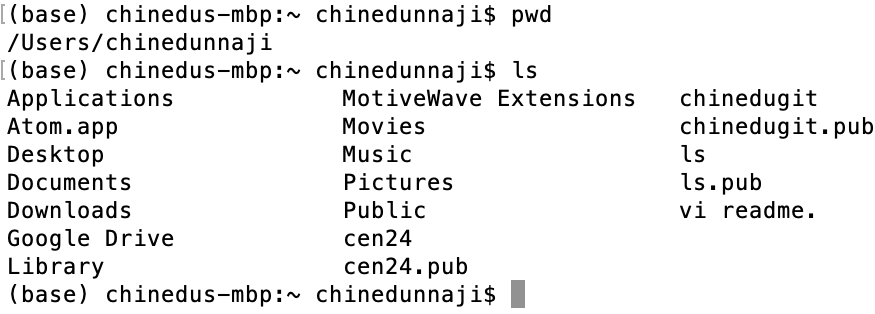 [(base) chinedus-mbp:~ chinedunnaji$ pwd
/Users/chinedunnaji
[(base) chinedus-mbp:~ chinedunnaji$ ls
Applications MotiveWave Extensions chinedugit
Atom.app Movies chinedugit.pub
Desktop Music ls
Documents Pictures ls.pub
Downloads Public vi readme.
Google Drive cen24
Library cen24.pub
(base) chinedus-mbp:~ chinedunnaji$